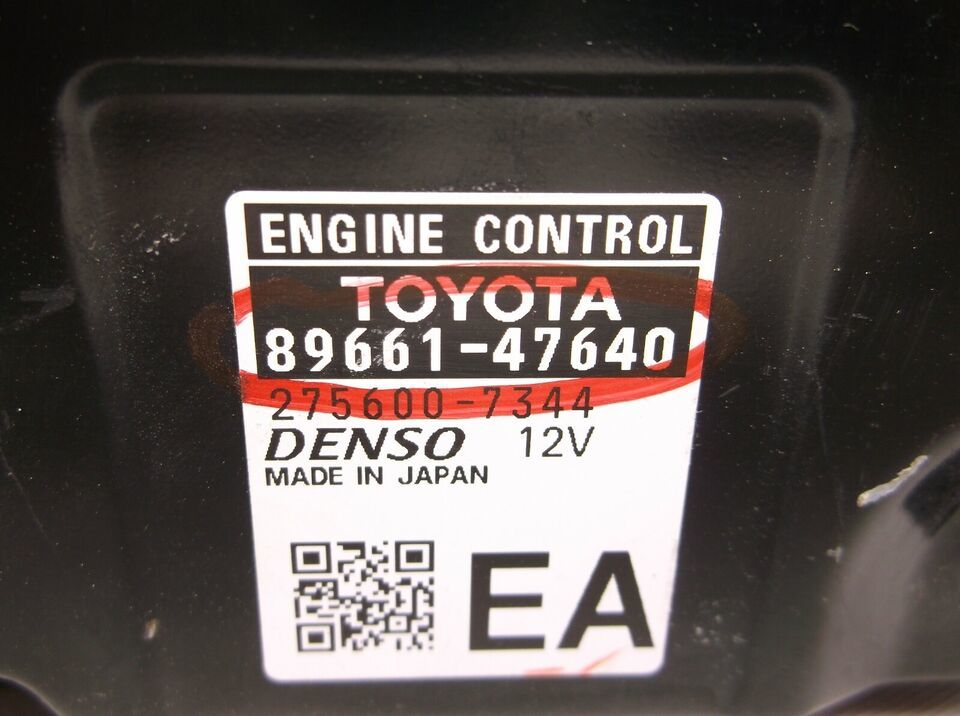 ENGINE CONTROL
TOYOTA
89661-47640
275600-7344
DENSO 12V
MADE IN JAPAN
EA